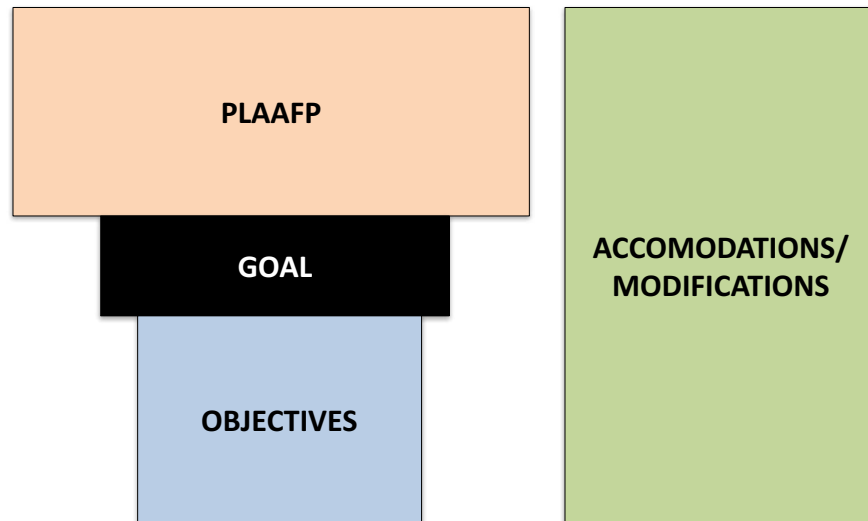 PLAAFP
GOAL
OBJECTIVES
ACCOMODATIONS/
MODIFICATIONS